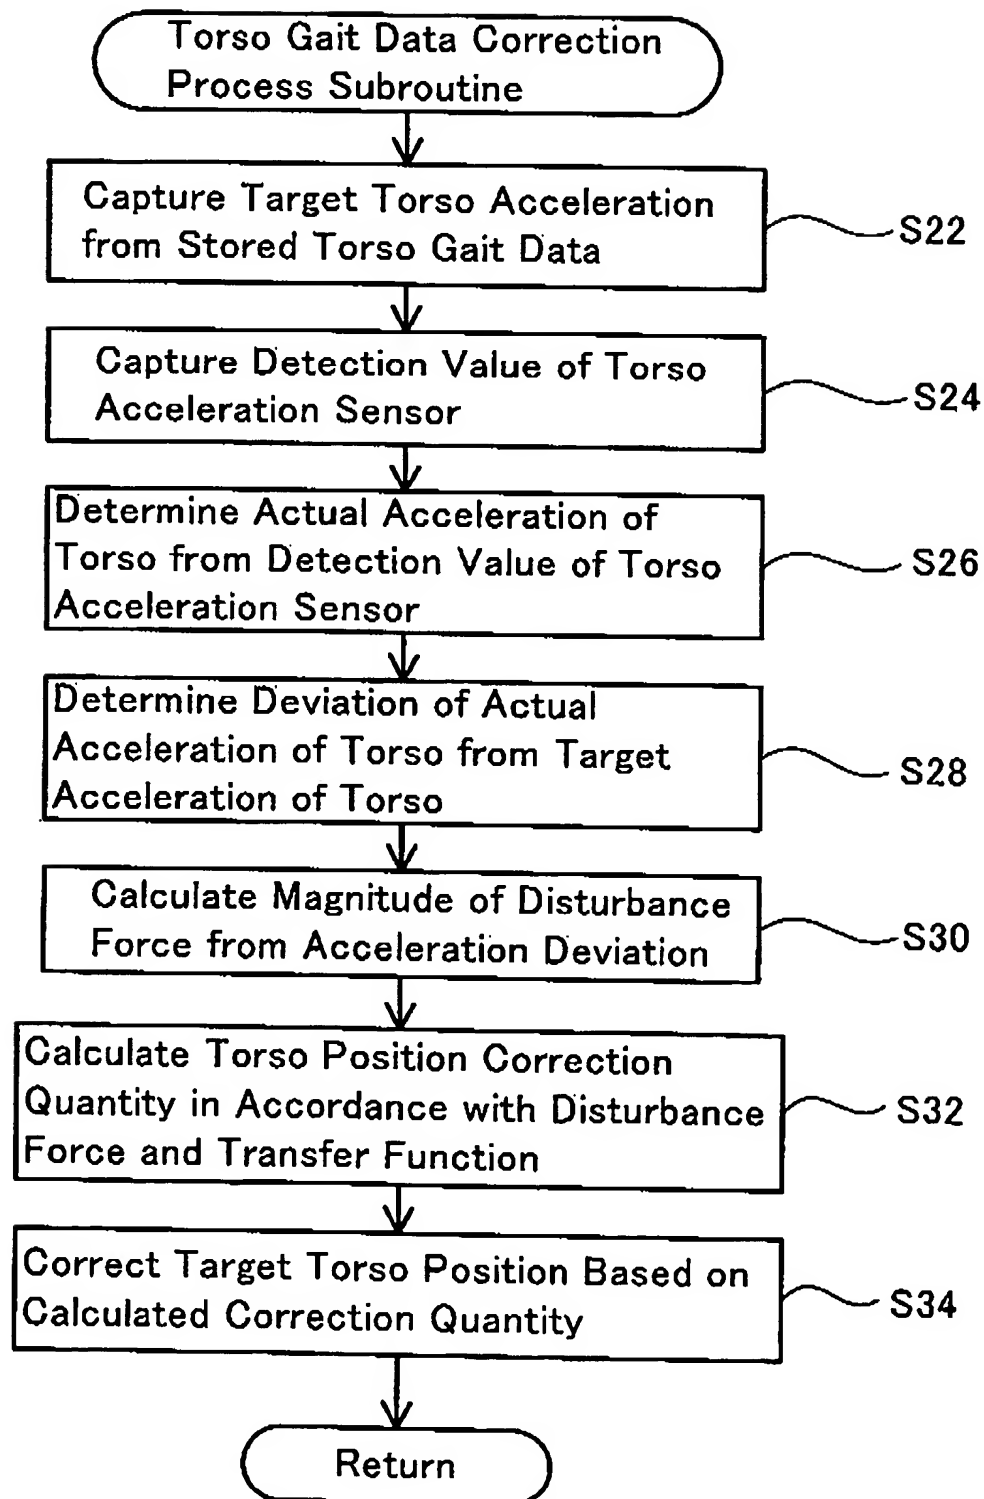 Torso Gait Data Correction
Process Subroutine
Capture Target Torso Acceleration
from Stored Torso Gait Data
S22
Capture Detection Value of Torso
Acceleration Sensor
S24
Determine Actual Acceleration of
Torso from Detection Value of Torso
Acceleration Sensor
S26
Determine Deviation of Actual
Acceleration of Torso from Target
Acceleration of Torso
S28
Calculate Magnitude of Disturbance
Force from Acceleration Deviation
S30
Calculate Torso Position Correction
Quantity in Accordance with Disturbance
Force and Transfer Function
S32
Correct Target Torso Position Based on
Calculated Correction Quantity
S34
Return